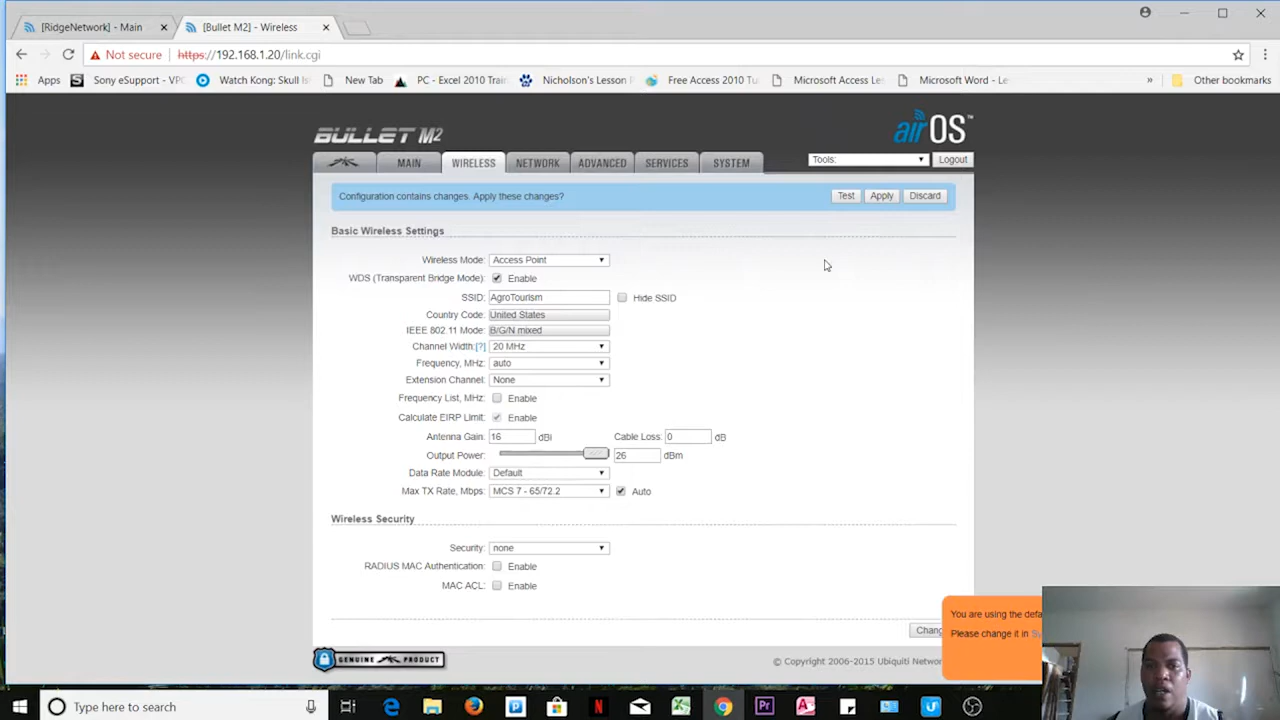 [RidgeNetwork] - Main
[Bullet M2] - Wireless
Not secure
https://192.168.1.20/link.cgi
Apps
Sony eSupport - VPC
Watch Kong: Skull Is
New Tab
PC - Excel 2010 Train
Nicholson's Lesson P
Free Access 2010 Tu
Microsoft Access Le
Microsoft Word - Le
»
Other bookmarks
BULLET M2
airOS™
MAIN
WIRELESS
NETWORK
ADVANCED
SERVICES
SYSTEM
Tools:
Logout
Configuration contains changes. Apply these changes?
Test
Apply
Discard
Basic Wireless Settings
Wireless Mode: Access Point
WDS (Transparent Bridge Mode): Enable
SSID: AgroTourism Hide SSID
Country Code: United States
IEEE 802.11 Mode: B/G/N mixed
Channel Width:[?] 20 MHz
Frequency, MHz: auto
Extension Channel: None
Frequency List, MHz: Enable
Calculate EIRP Limit: Enable
Antenna Gain: 16 dBi Cable Loss: 0 dB
Output Power: 26 dBm
Data Rate Module: Default
Max TX Rate, Mbps: MCS 7 - 65/72.2 Auto
Wireless Security
Security: none
RADIUS MAC Authentication: Enable
MAC ACL: Enable
You are using the defa
Please change it in
Chang
GENUINE PRODUCT
© Copyright 2006-2015 Ubiquiti Networ
Type here to search